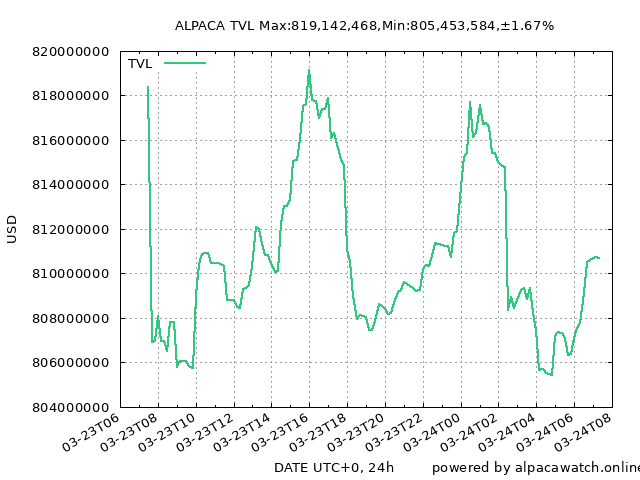 ALPACA TVL Max:819,142,468,Min:805,453,584,±1.67%
820000000
TVL
818000000
816000000
814000000
812000000
USD
810000000
808000000
806000000
804000000
03-23T06 03-23T08 03-23T10 03-23T12 03-23T14 03-23T16 03-23T18 03-23T20 03-23T22 03-24T00 03-24T02 03-24T04 03-24T06 03-24T08
DATE UTC+0, 24h powered by alpacawatch.online